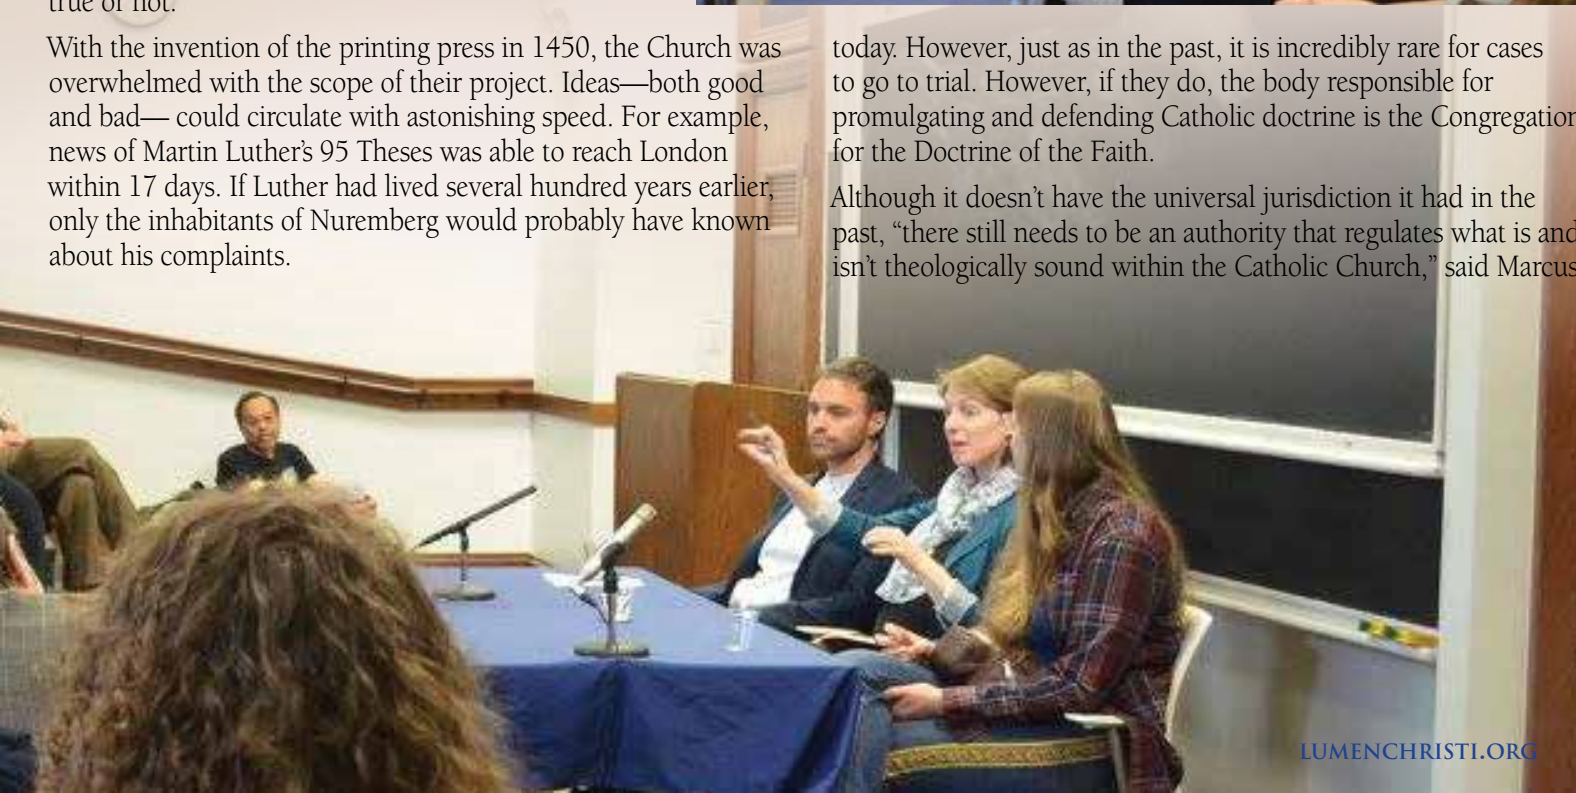 true or not.
With the invention of the printing press in 1450, the Church was
overwhelmed with the scope of their project. Ideas—both good
and bad— could circulate with astonishing speed. For example,
news of Martin Luther’s 95 Theses was able to reach London
within 17 days. If Luther had lived several hundred years earlier,
only the inhabitants of Nuremberg would probably have known
about his complaints.
today. However, just as in the past, it is incredibly rare for cases
to go to trial. However, if they do, the body responsible for
promulgating and defending Catholic doctrine is the Congregation
for the Doctrine of the Faith.
Although it doesn’t have the universal jurisdiction it had in the
past, “there still needs to be an authority that regulates what is and
isn’t theologically sound within the Catholic Church,” said Marcus
LUMENCHRISTI.ORG